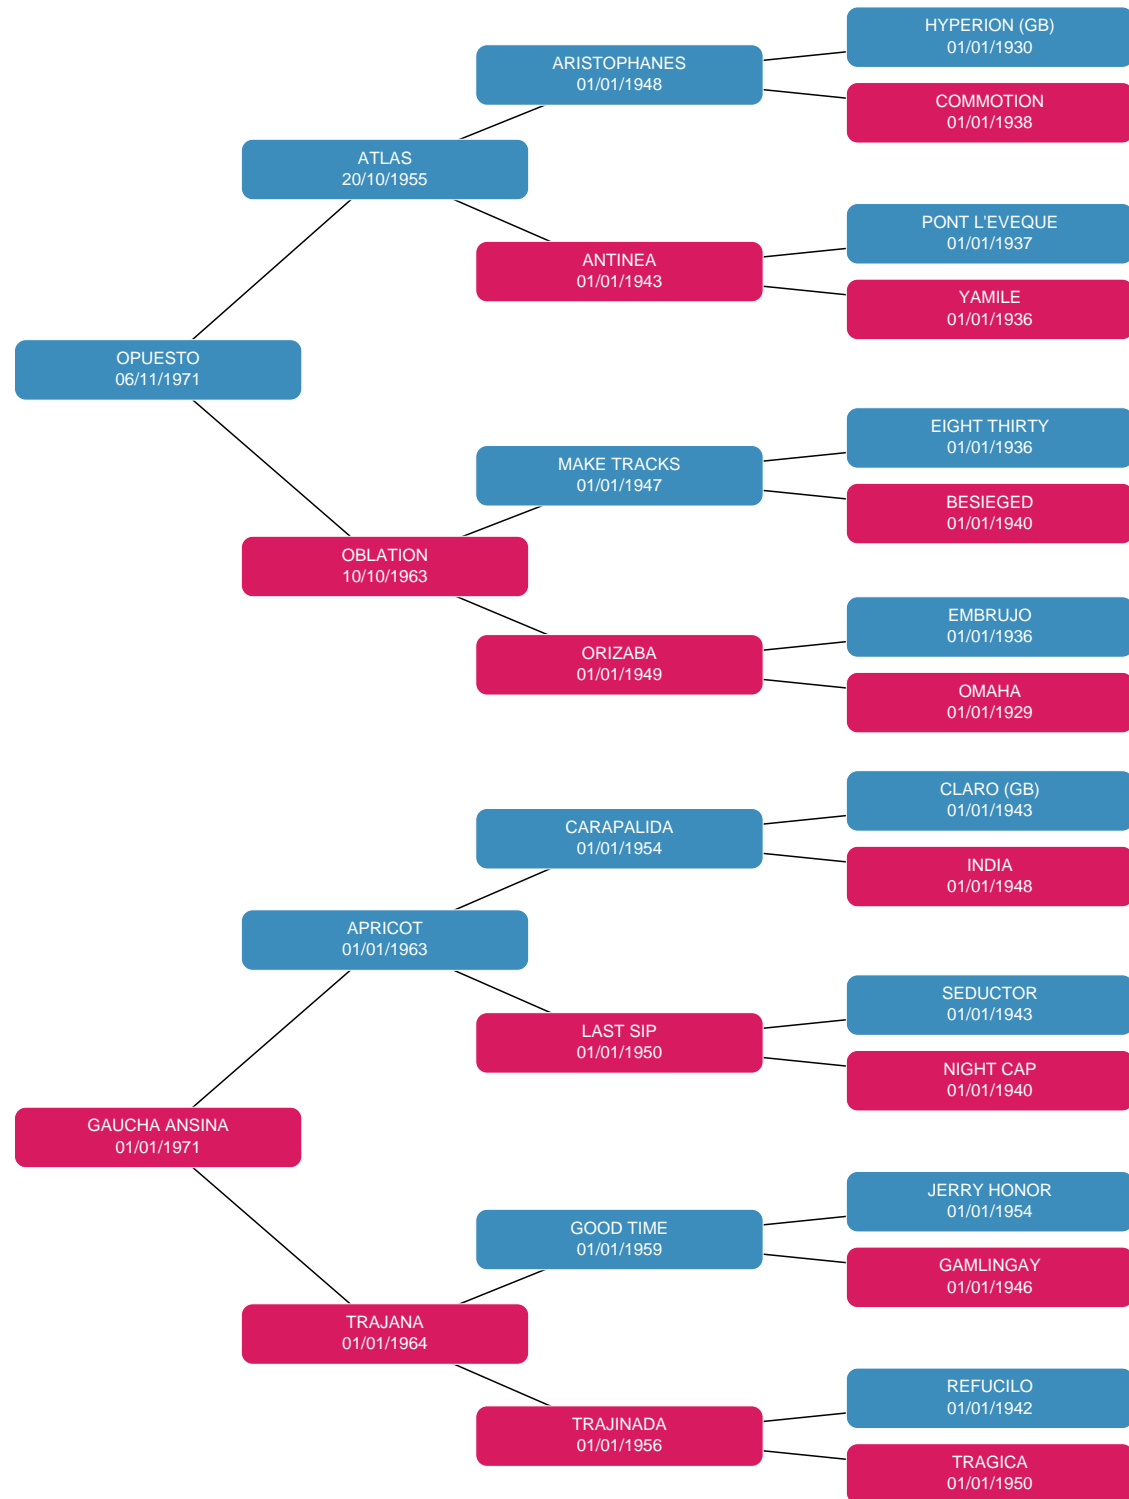 HYPERION (GB)
01/01/1930
ARISTOPHANES
01/01/1948
COMMOTION
01/01/1938
ATLAS
20/10/1955
PONT L'EVEQUE
01/01/1937
ANTINEA
01/01/1943
YAMILE
01/01/1936
OPUESTO
06/11/1971
EIGHT THIRTY
01/01/1936
MAKE TRACKS
01/01/1947
BESIEGED
01/01/1940
OBLATION
10/10/1963
EMBRUJO
01/01/1936
ORIZABA
01/01/1949
OMAHA
01/01/1929
CLARO (GB)
01/01/1943
CARAPALIDA
01/01/1954
INDIA
01/01/1948
APRICOT
01/01/1963
SEDUCTOR
01/01/1943
LAST SIP
01/01/1950
NIGHT CAP
01/01/1940
GAUCHA ANSINA
01/01/1971
JERRY HONOR
01/01/1954
GOOD TIME
01/01/1959
GAMLINGAY
01/01/1946
TRAJANA
01/01/1964
REFUCILO
01/01/1942
TRAJINADA
01/01/1956
TRAGICA
01/01/1950